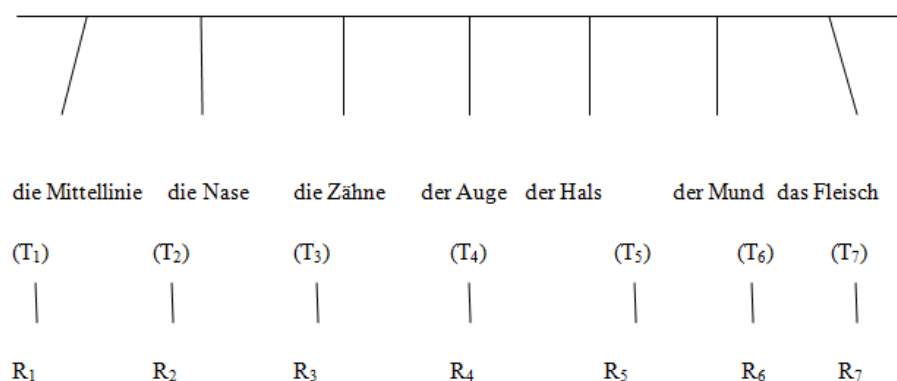 die Mittellinie die Nase die Zähne der Auge der Hals der Mund das Fleisch
(T₁) (T₂) (T₃) (T₄) (T₅) (T₆) (T₇)
R₁ R₂ R₃ R₄ R₅ R₆ R₇